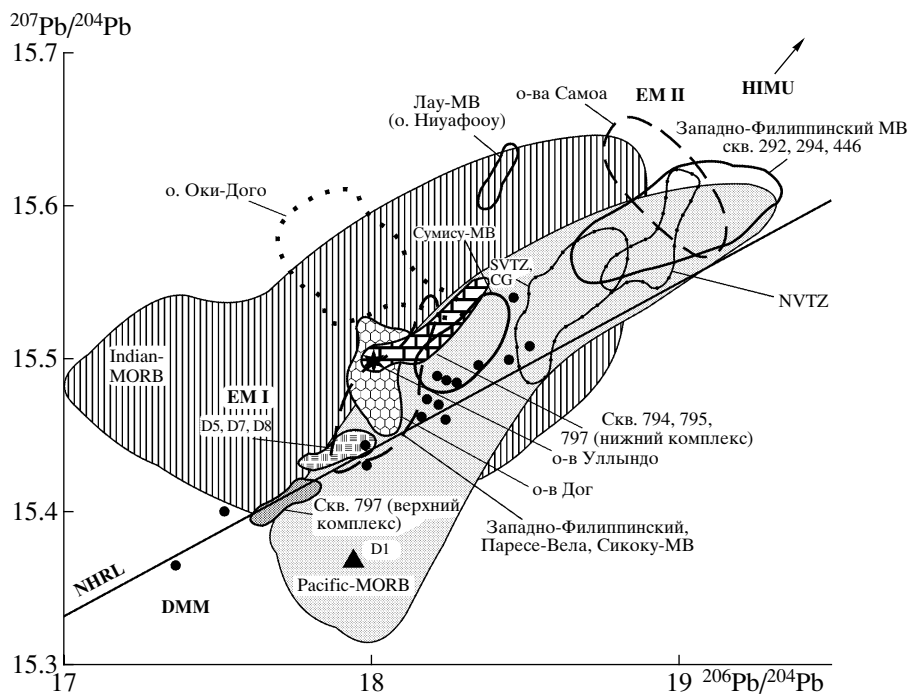 ²⁰⁷Pb/²⁰⁴Pb
15.7
HIMU
EM II
о-ва Самоа
Лау-МВ
(о. Ниуафооу)
Западно-Филиппинский МВ
скв. 292, 294, 446
о. Оки-Дого
15.6
Сумису-МВ
SVTZ,
CG
NVTZ
15.5
Indian-
MORB
EM I
D5, D7, D8
Скв. 794, 795,
797 (нижний комплекс)
о-в Уллындо
о-в Дог
Скв. 797 (верхний
комплекс)
Западно-Филиппинский,
Паресе-Вела, Сикоку-МВ
15.4
D1
Pacific-MORB
NHRL
DMM
15.3
17
18
19
²⁰⁶Pb/²⁰⁴Pb